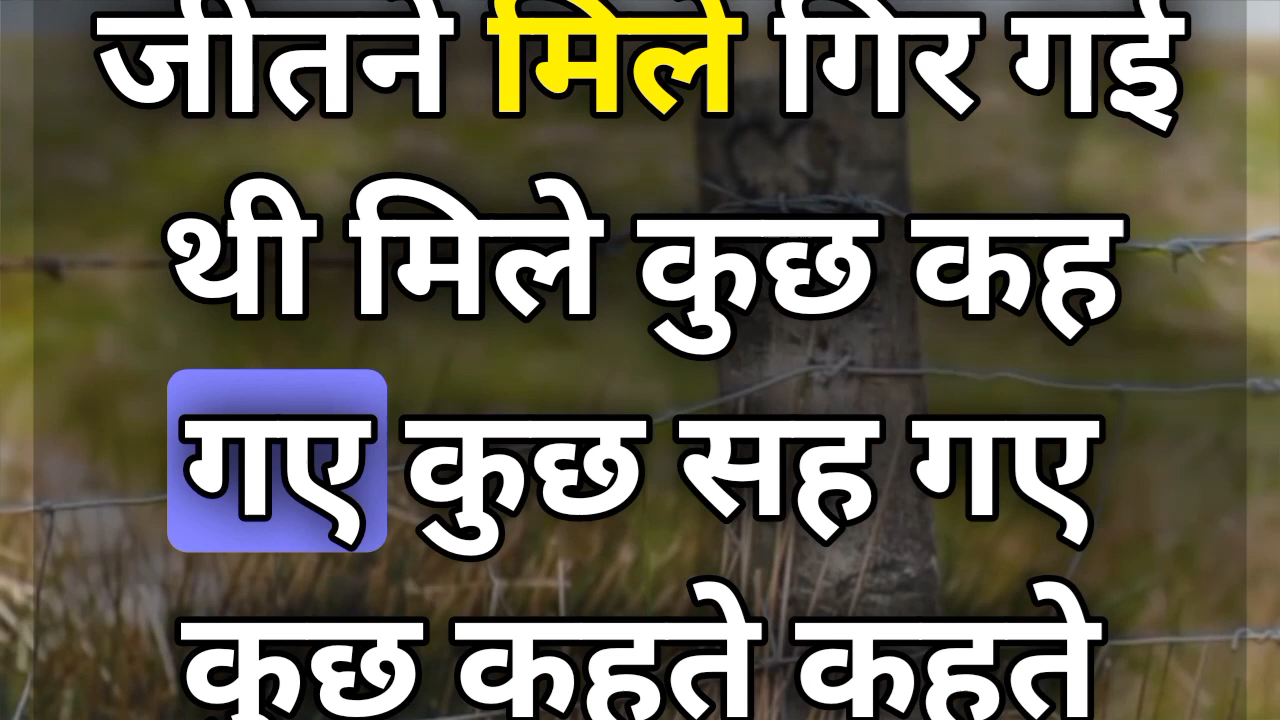 जीतने मिले गिर गई
थी मिले कुछ कह
गए कुछ सह गए
कुछ कहते कहते